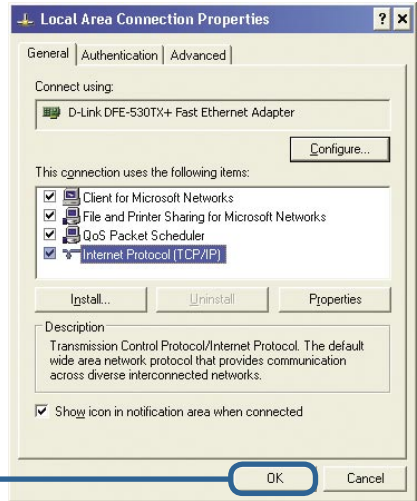 Local Area Connection Properties
General Authentication Advanced
Connect using:
D-Link DFE-530TX+ Fast Ethernet Adapter
Configure...
This connection uses the following items:
Client for Microsoft Networks
File and Printer Sharing for Microsoft Networks
QoS Packet Scheduler
Internet Protocol (TCP/IP)
Install... Uninstall Properties
Description
Transmission Control Protocol/Internet Protocol. The default
wide area network protocol that provides communication
across diverse interconnected networks.
Show icon in notification area when connected
OK Cancel